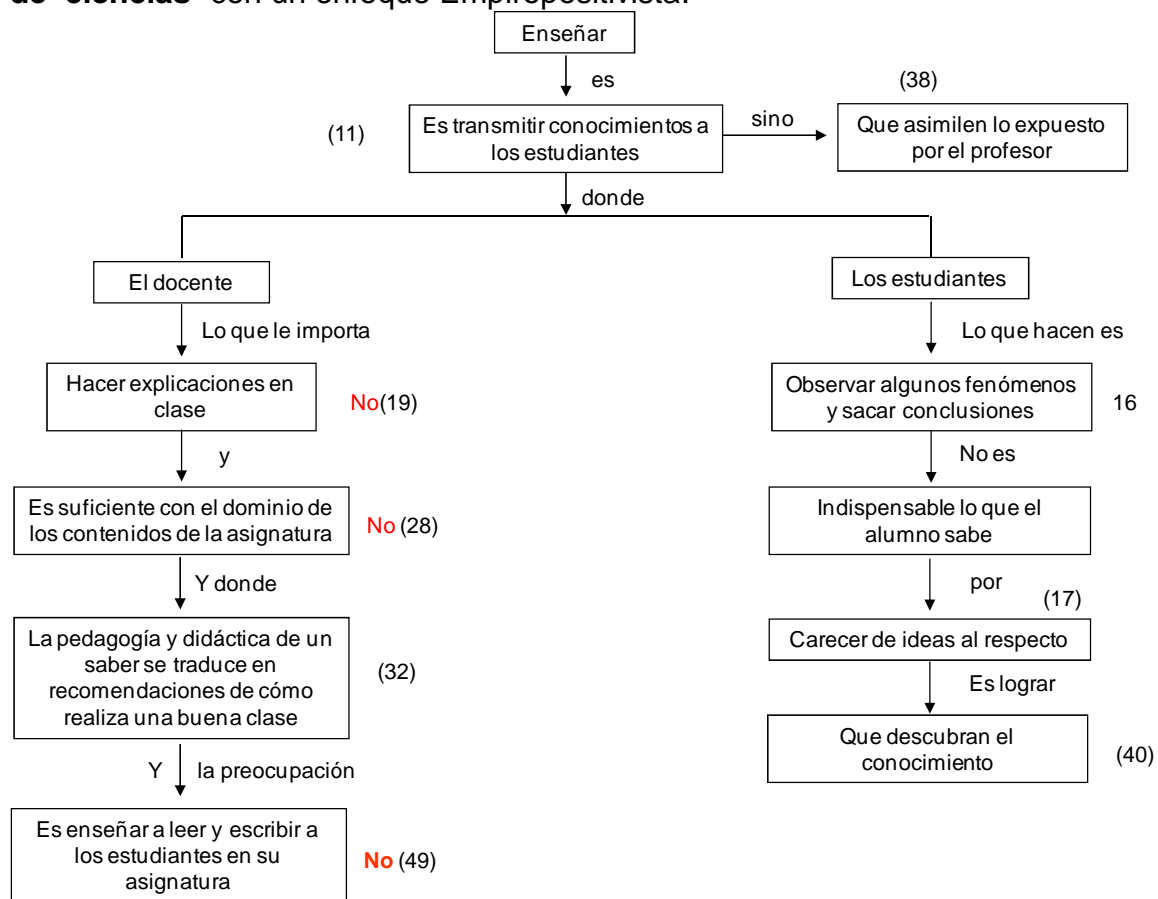 de ciencias" con un enfoque Empiropositivista.
Enseñar
es
(38)
(11)
Es transmitir conocimientos a
los estudiantes
sino
Que asimilen lo expuesto
por el profesor
donde
El docente
Los estudiantes
Lo que le importa
Lo que hacen es
Hacer explicaciones en
clase
No(19)
Observar algunos fenómenos
y sacar conclusiones
16
y
No es
Es suficiente con el dominio de
los contenidos de la asignatura
No (28)
Indispensable lo que el
alumno sabe
Y donde
por
(17)
La pedagogía y didáctica de un
saber se traduce en
recomendaciones de cómo
realiza una buena clase
(32)
Carecer de ideas al respecto
Es lograr
Que descubran el
conocimiento
(40)
Y la preocupación
Es enseñar a leer y escribir a
los estudiantes en su
asignatura
No (49)